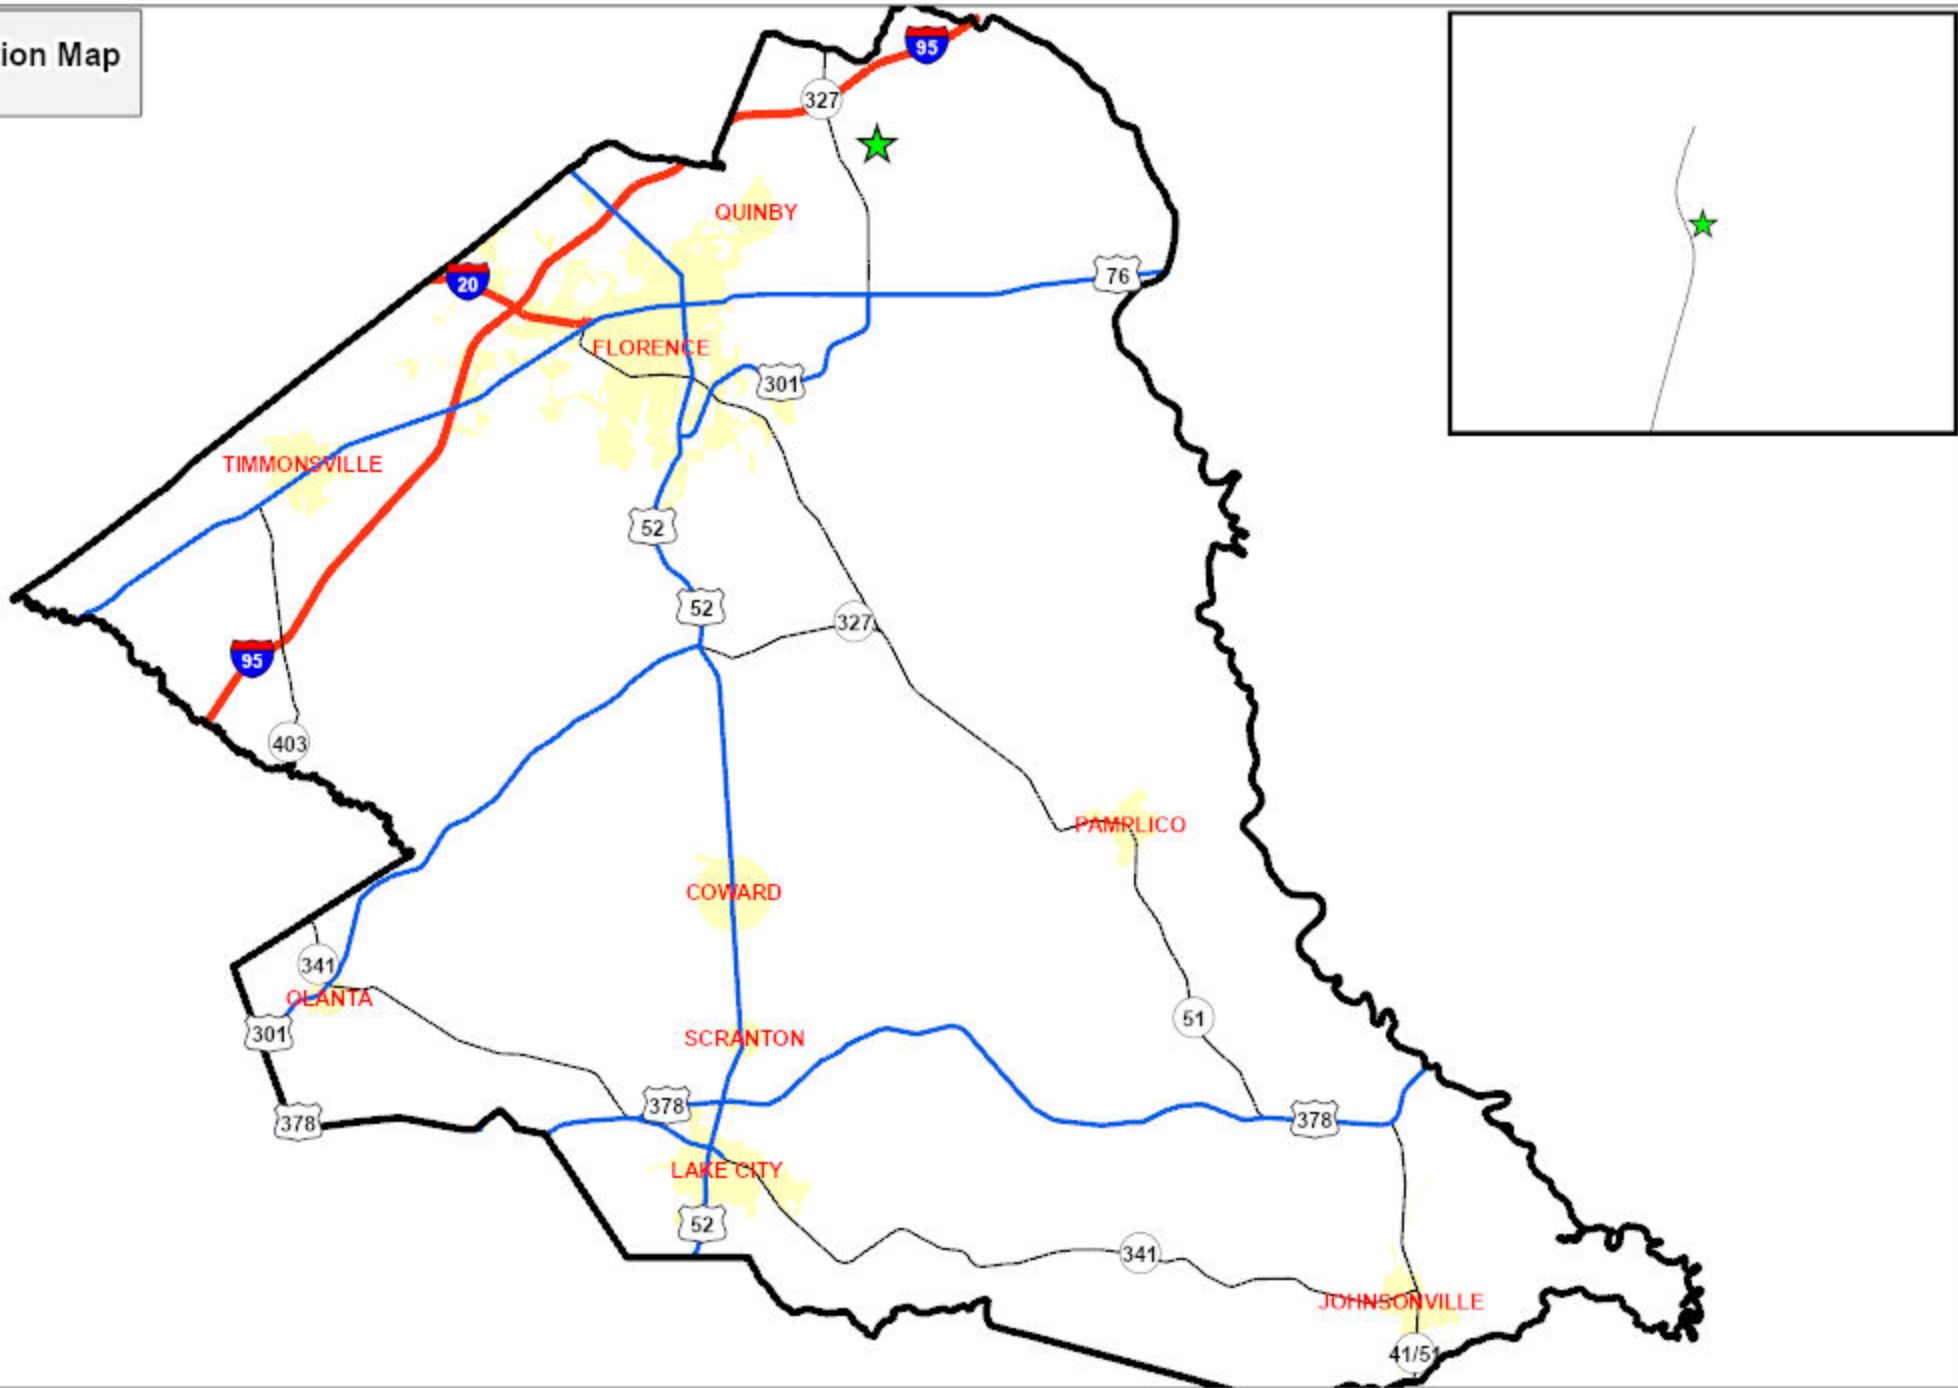 ion Map
95
327
QUINBY
76
20
FLORENCE
301
TIMMONSVILLE
52
52
327
95
403
PAMPLICO
COWARD
341
OLANTA
51
301
SCRANTON
378
378
378
LAKE CITY
52
341
JOHNSONVILLE
41/51